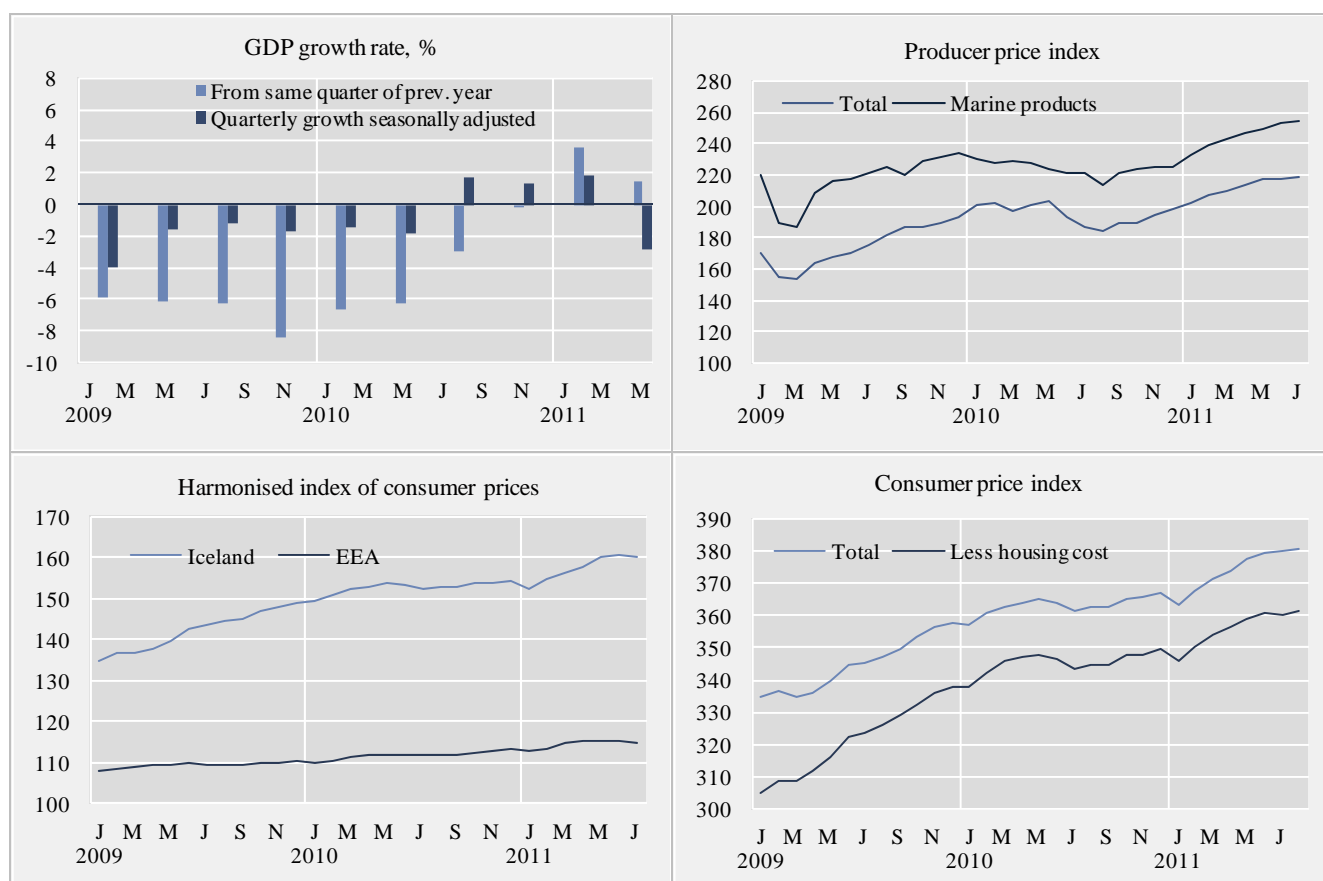 GDP growth rate, %
From same quarter of prev. year
Quarterly growth seasonally adjusted
8
6
4
2
0
-2
-4
-6
-8
-10
J M M J S N J M M J S N J M M
2009 2010 2011
Producer price index
Total Marine products
280
260
240
220
200
180
160
140
120
100
J M M J S N J M M J S N J M M J
2009 2010 2011
Harmonised index of consumer prices
Iceland EEA
170
160
150
140
130
120
110
100
J M M J S N J M M J S N J M M J
2009 2010 2011
Consumer price index
Total Less housing cost
390
380
370
360
350
340
330
320
310
300
J M M J S N J M M J S N J M M J
2009 2010 2011